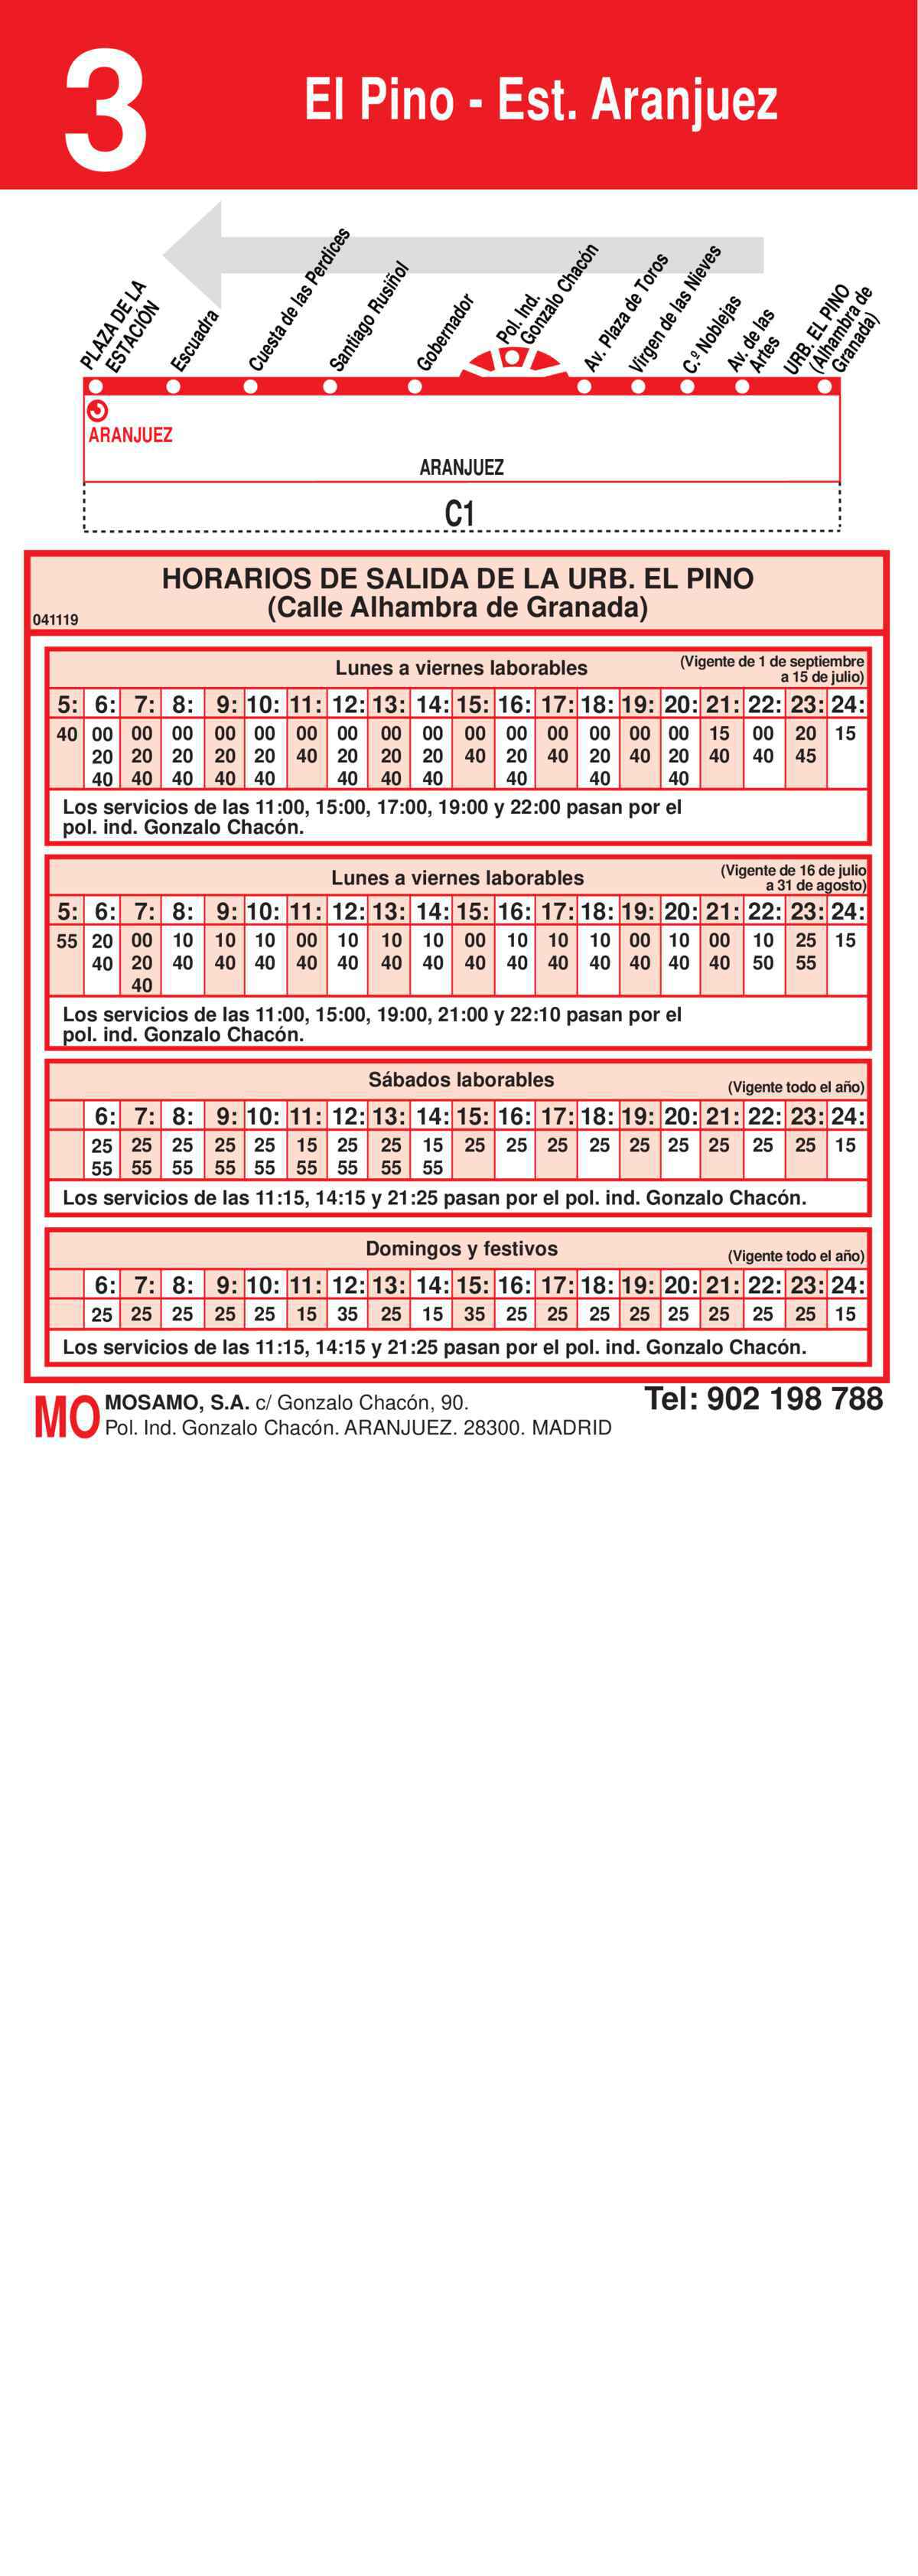 3
El Pino - Est. Aranjuez
PLAZA DE LA
ESTACIÓN
Escuadra
Cuesta de las Perdices
Santiago Rusiñol
Gobernador
Pol. Ind.
Gonzalo Chacón
Av. Plaza de Toros
Virgen de las Nieves
C.º Noblejas
Av. de las
Artes
URB. EL PINO
(Alhambra de
Granada)
ARANJUEZ
ARANJUEZ
C1
HORARIOS DE SALIDA DE LA URB. EL PINO
(Calle Alhambra de Granada)
041119
Lunes a viernes laborables (Vigente de 1 de septiembre
a 15 de julio)
5: 6: 7: 8: 9: 10: 11: 12: 13: 14: 15: 16: 17: 18: 19: 20: 21: 22: 23: 24:
40 00 00 00 00 00 00 00 00 00 00 00 00 00 00 00 15 00 20 15
20 20 20 20 20 40 20 20 20 40 20 40 20 40 20 40 40 45
40 40 40 40 40 40 40 40 40 40 40
Los servicios de las 11:00, 15:00, 17:00, 19:00 y 22:00 pasan por el
pol. ind. Gonzalo Chacón.
Lunes a viernes laborables (Vigente de 16 de julio
a 31 de agosto)
5: 6: 7: 8: 9: 10: 11: 12: 13: 14: 15: 16: 17: 18: 19: 20: 21: 22: 23: 24:
55 20 00 10 10 10 00 10 10 10 00 10 10 10 00 10 00 10 25 15
40 20 40 40 40 40 40 40 40 40 40 40 40 40 40 40 50 55
40
Los servicios de las 11:00, 15:00, 19:00, 21:00 y 22:10 pasan por el
pol. ind. Gonzalo Chacón.
Sábados laborables (Vigente todo el año)
6: 7: 8: 9: 10: 11: 12: 13: 14: 15: 16: 17: 18: 19: 20: 21: 22: 23: 24:
25 25 25 25 25 15 25 25 15 25 25 25 25 25 25 25 25 25 15
55 55 55 55 55 55 55 55 55
Los servicios de las 11:15, 14:15 y 21:25 pasan por el pol. ind. Gonzalo Chacón.
Domingos y festivos (Vigente todo el año)
6: 7: 8: 9: 10: 11: 12: 13: 14: 15: 16: 17: 18: 19: 20: 21: 22: 23: 24:
25 25 25 25 25 15 35 25 15 35 25 25 25 25 25 25 25 25 15
Los servicios de las 11:15, 14:15 y 21:25 pasan por el pol. ind. Gonzalo Chacón.
MO
MOSAMO, S.A. c/ Gonzalo Chacón, 90.
Pol. Ind. Gonzalo Chacón. ARANJUEZ. 28300. MADRID
Tel: 902 198 788